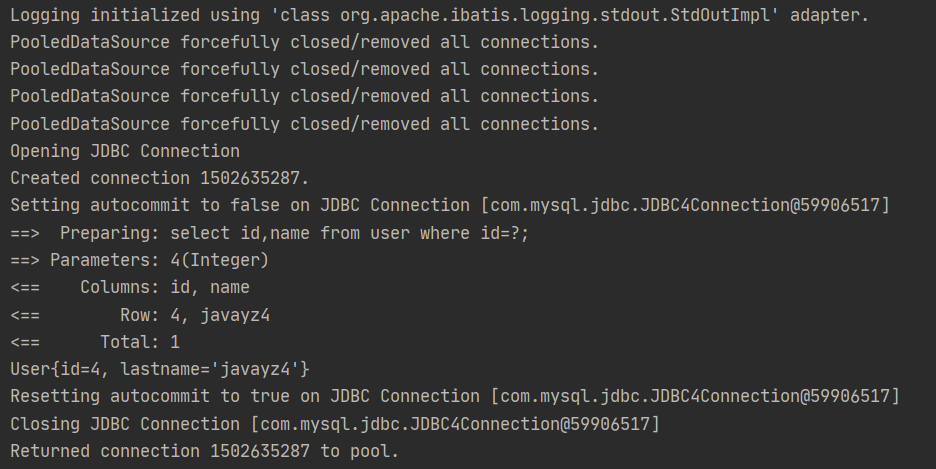 Logging initialized using 'class org.apache.ibatis.logging.stdout.StdOutImpl' adapter.
PooledDataSource forcefully closed/removed all connections.
PooledDataSource forcefully closed/removed all connections.
PooledDataSource forcefully closed/removed all connections.
PooledDataSource forcefully closed/removed all connections.
Opening JDBC Connection
Created connection 1502635287.
Setting autocommit to false on JDBC Connection [com.mysql.jdbc.JDBC4Connection@59906517]
==>  Preparing: select id,name from user where id=?;
==> Parameters: 4(Integer)
<==    Columns: id, name
<==        Row: 4, javayz4
<==      Total: 1
User{id=4, lastname='javayz4'}
Resetting autocommit to true on JDBC Connection [com.mysql.jdbc.JDBC4Connection@59906517]
Closing JDBC Connection [com.mysql.jdbc.JDBC4Connection@59906517]
Returned connection 1502635287 to pool.